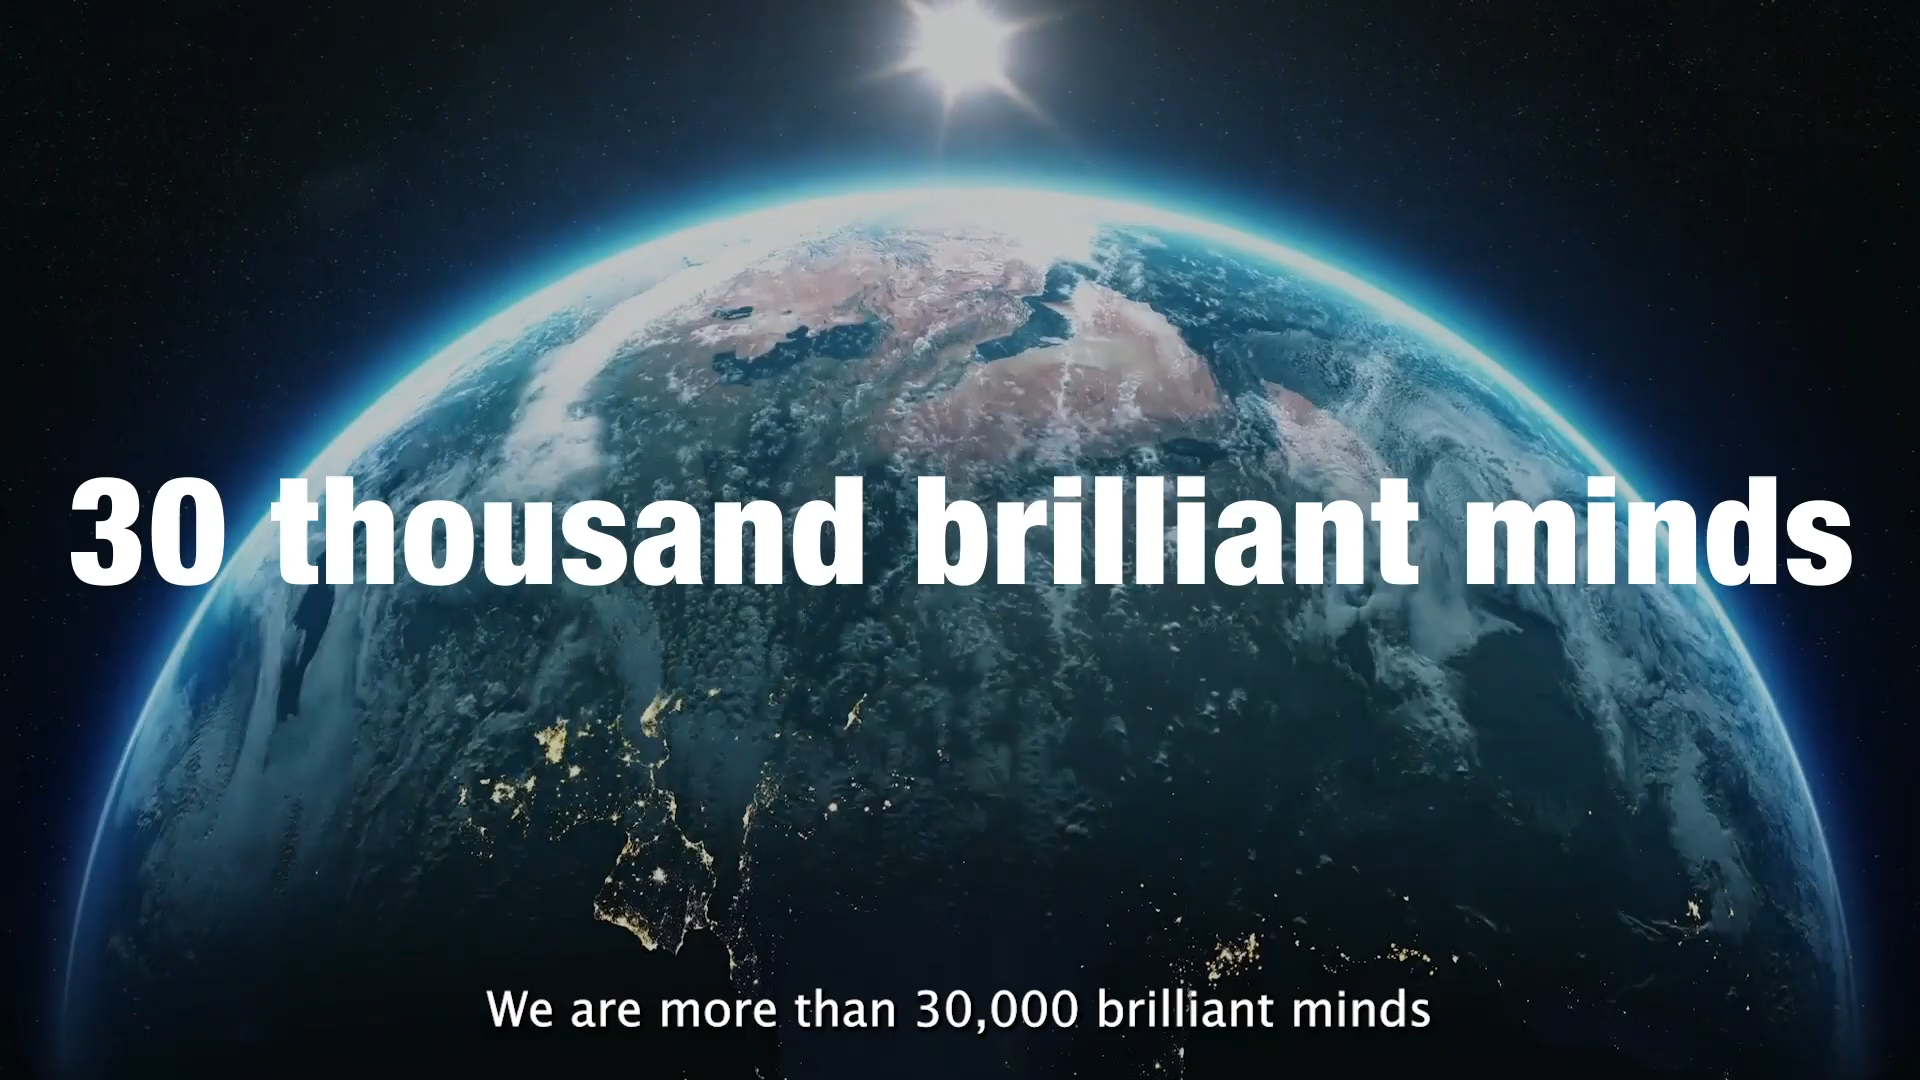 30 thousand brilliant minds
We are more than 30,000 brilliant minds